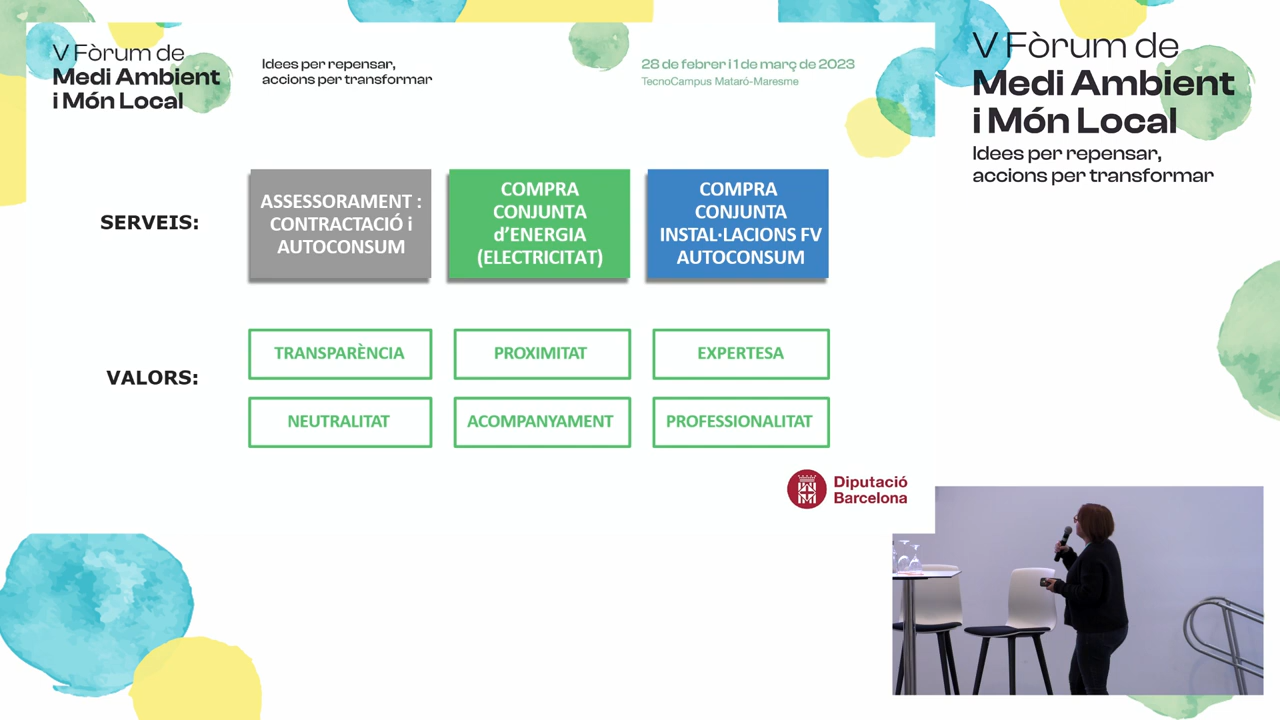 V Fòrum de
Medi Ambient
i Món Local
Idees per repensar,
accions per transformar
28 de febrer i 1 de març de 2023
TecnoCampus Mataró-Maresme
SERVEIS:
ASSESSORAMENT :
CONTRACTACIÓ i
AUTOCONSUM
COMPRA
CONJUNTA
d'ENERGIA
(ELECTRICITAT)
COMPRA
CONJUNTA
INSTAL·LACIONS FV
AUTOCONSUM
VALORS:
TRANSPARÈNCIA
PROXIMITAT
EXPERTESA
NEUTRALITAT
ACOMPANYAMENT
PROFESSIONALITAT
Diputació
Barcelona
V Fòrum de
Medi Ambient
i Món Local
Idees per repensar,
accions per transformar